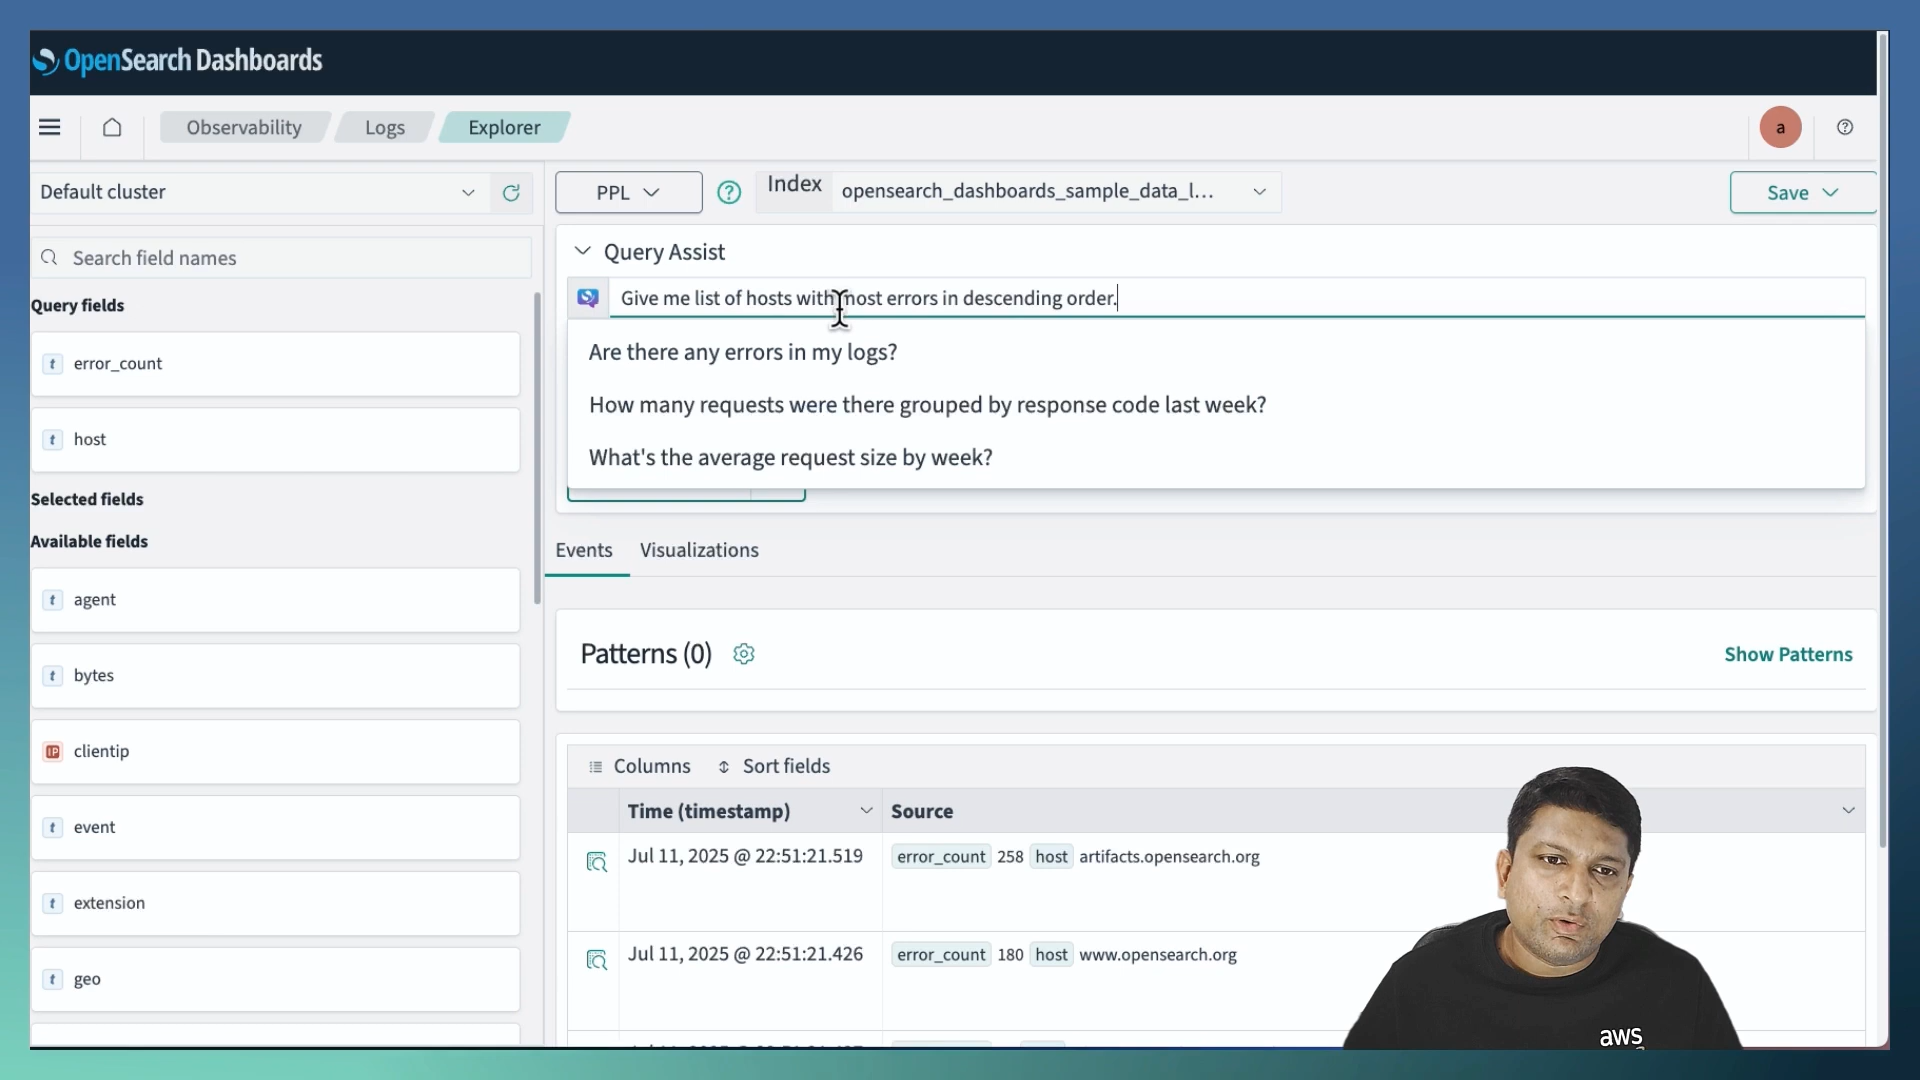 OpenSearch Dashboards
Observability
Logs
Explorer
a
Default cluster
PPL
Index
opensearch_dashboards_sample_data_l...
Save
Search field names
Query fields
error_count
host
Selected fields
Available fields
agent
bytes
clientip
event
extension
geo
Query Assist
Give me list of hosts with most errors in descending order.
Are there any errors in my logs?
How many requests were there grouped by response code last week?
What's the average request size by week?
Events
Visualizations
Patterns (0)
Show Patterns
Columns
Sort fields
Time (timestamp)
Source
Jul 11, 2025 @ 22:51:21.519
error_count 258 host artifacts.opensearch.org
Jul 11, 2025 @ 22:51:21.426
error_count 180 host www.opensearch.org
aws